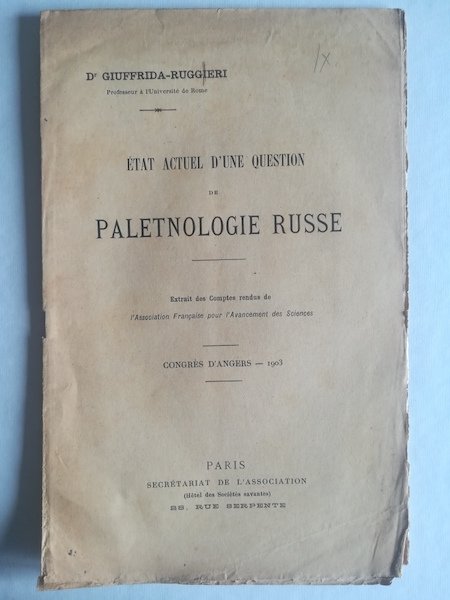 1x.
Dr GIUFFRIDA-RUGGIERI
Professeur à l'Université de Rome
ÉTAT ACTUEL D'UNE QUESTION
DE
PALETNOLOGIE RUSSE
Extrait des Comptes rendus de
l'Association Française pour l'Avancement des Sciences
CONGRÈS D'ANGERS — 1903
PARIS
SECRÉTARIAT DE L'ASSOCIATION
(Hôtel des Sociétés savantes)
28, RUE SERPENTE